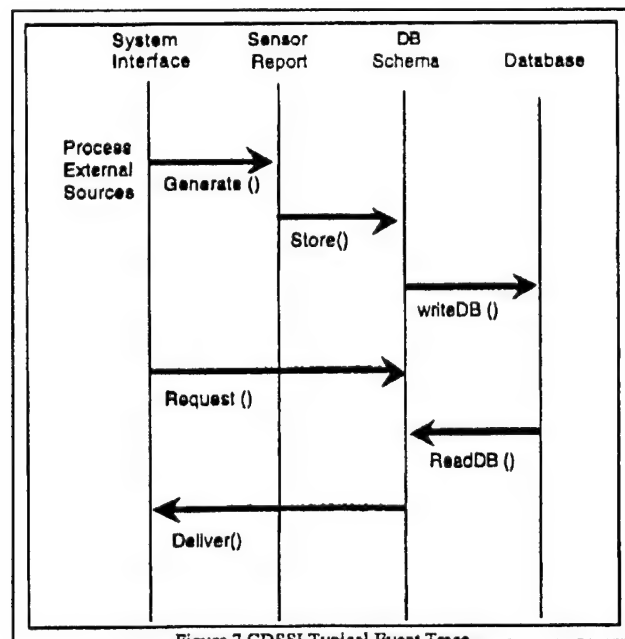 System Interface
Sensor Report
DB Schema
Database
Process
External
Sources
Generate ()
Store()
writeDB ()
Request ()
ReadDB ()
Deliver()
Figure 7 CDSSI Typical Event Trace